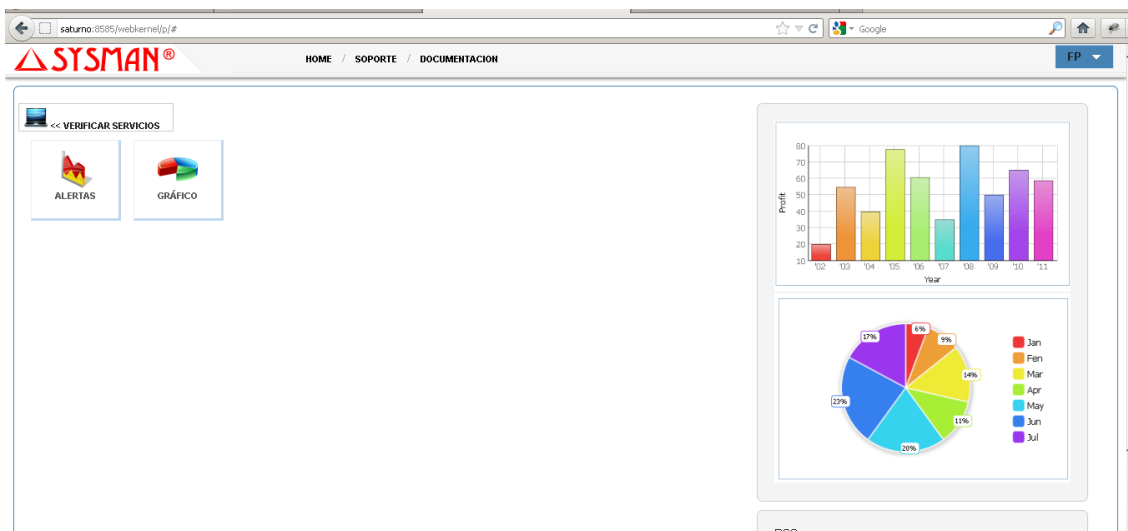 saturno:8585/webkernel/p/#
Google
SYSMAN®
HOME / SOPORTE / DOCUMENTACION
FP
<< VERIFICAR SERVICIOS
ALERTAS
GRÁFICO
80
70
60
50
40
30
20
10
Profit
'02 '03 '04 '05 '06 '07 '08 '09 '10 '11
Year
6%
9%
14%
11%
20%
23%
17%
Jan
Fen
Mar
Apr
May
Jun
Jul